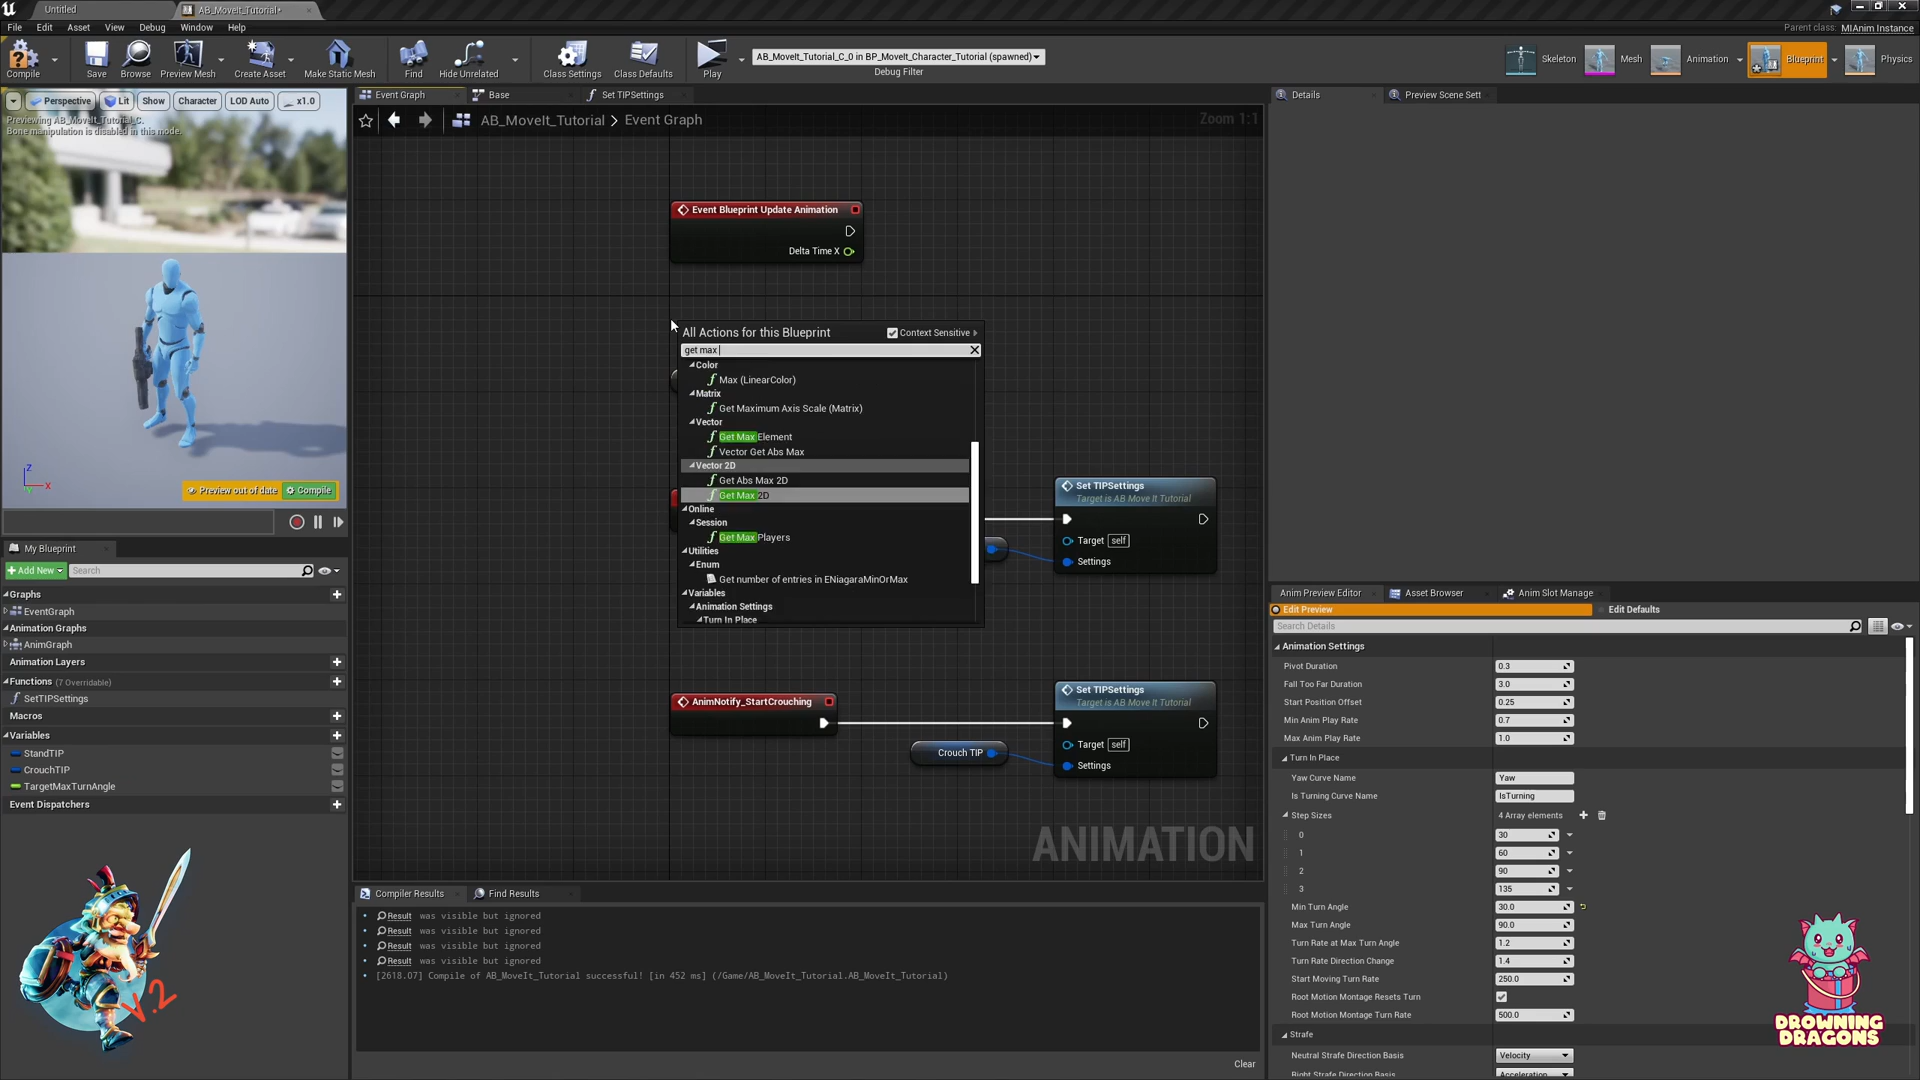 Untitled
AB_MoveIt_Tutorial*
File Edit Asset View Debug Window Help
Parent class: MIAnim Instance
Compile
Save
Browse
Preview Mesh
Create Asset
Make Static Mesh
Find
Hide Unrelated
Class Settings
Class Defaults
Play
AB_MoveIt_Tutorial_C_0 in BP_MoveIt_Character_Tutorial (spawned)
Debug Filter
Skeleton
Mesh
Animation
Blueprint
Physics
Perspective
Lit
Show
Character
LOD Auto
x1.0
Previewing AB_MoveIt_Tutorial_C.
Bone manipulation is disabled in this mode.
Z
X
Preview out of date
Compile
Event Graph
Base
Set TIPSettings
AB_MoveIt_Tutorial > Event Graph
Zoom 1:1
Event Blueprint Update Animation
Delta Time X
All Actions for this Blueprint
Context Sensitive
get max
Color
Max (LinearColor)
Matrix
Get Maximum Axis Scale (Matrix)
Vector
Get Max Element
Vector Get Abs Max
Vector 2D
Get Abs Max 2D
Get Max 2D
Online
Session
Get Max Players
Utilities
Enum
Get number of entries in ENiagaraMinOrMax
Variables
Animation Settings
Turn In Place
Set TIPSettings
Target is AB Move It Tutorial
Target self
Settings
AnimNotify_StartCrouching
Crouch TIP
Set TIPSettings
Target is AB Move It Tutorial
Target self
Settings
ANIMATION
My Blueprint
Add New
Search
Graphs
EventGraph
Animation Graphs
AnimGraph
Animation Layers
Functions (7 Overridable)
SetTIPSettings
Macros
Variables
StandTIP
CrouchTIP
TargetMaxTurnAngle
Event Dispatchers
V.2
Compiler Results
Find Results
Result was visible but ignored
Result was visible but ignored
Result was visible but ignored
Result was visible but ignored
[2618.07] Compile of AB_MoveIt_Tutorial successful! [in 452 ms] (/Game/AB_MoveIt_Tutorial.AB_MoveIt_Tutorial)
Clear
Details
Preview Scene Sett
Anim Preview Editor
Asset Browser
Anim Slot Manage
Edit Preview
Edit Defaults
Search Details
Animation Settings
Pivot Duration 0.3
Fall Too Far Duration 3.0
Start Position Offset 0.25
Min Anim Play Rate 0.7
Max Anim Play Rate 1.0
Turn In Place
Yaw Curve Name Yaw
Is Turning Curve Name IsTurning
Step Sizes 4 Array elements
0 30
1 60
2 90
3 135
Min Turn Angle 30.0
Max Turn Angle 90.0
Turn Rate at Max Turn Angle 1.2
Turn Rate Direction Change 1.4
Start Moving Turn Rate 250.0
Root Motion Montage Resets Turn
Root Motion Montage Turn Rate 500.0
Strafe
Neutral Strafe Direction Basis Velocity
Right Strafe Direction Basis Acceleration
DROWNING
DRAGONS